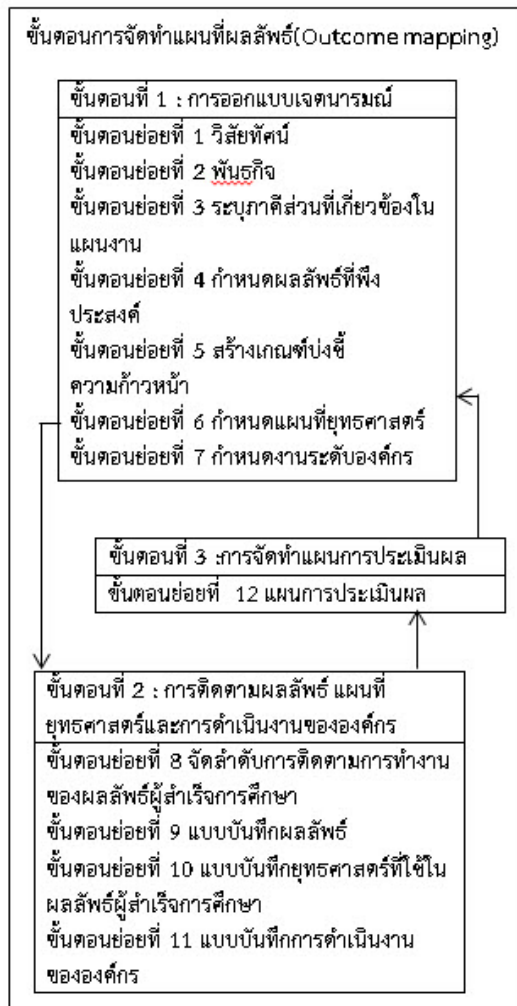 ขั้นตอนการจัดทำแผนที่ผลลัพธ์(Outcome mapping)
ขั้นตอนที่ 1 : การออกแบบเจตนารมณ์
ขั้นตอนย่อยที่ 1 วิสัยทัศน์
ขั้นตอนย่อยที่ 2 พันธกิจ
ขั้นตอนย่อยที่ 3 ระบุภาคีส่วนที่เกี่ยวข้องใน
แผนงาน
ขั้นตอนย่อยที่ 4 กำหนดผลลัพธ์ที่พึง
ประสงค์
ขั้นตอนย่อยที่ 5 สร้างเกณฑ์บ่งชี้
ความก้าวหน้า
ขั้นตอนย่อยที่ 6 กำหนดแผนที่ยุทธศาสตร์
ขั้นตอนย่อยที่ 7 กำหนดงานระดับองค์กร
ขั้นตอนที่ 3 :การจัดทำแผนการประเมินผล
ขั้นตอนย่อยที่ 12 แผนการประเมินผล
ขั้นตอนที่ 2 : การติดตามผลลัพธ์ แผนที่
ยุทธศาสตร์และการดำเนินงานขององค์กร
ขั้นตอนย่อยที่ 8 จัดลำดับการติดตามการทำงาน
ของผลลัพธ์ผู้สำเร็จการศึกษา
ขั้นตอนย่อยที่ 9 แบบบันทึกผลลัพธ์
ขั้นตอนย่อยที่ 10 แบบบันทึกยุทธศาสตร์ที่ใช้ใน
ผลลัพธ์ผู้สำเร็จการศึกษา
ขั้นตอนย่อยที่ 11 แบบบันทึกการดำเนินงาน
ขององค์กร